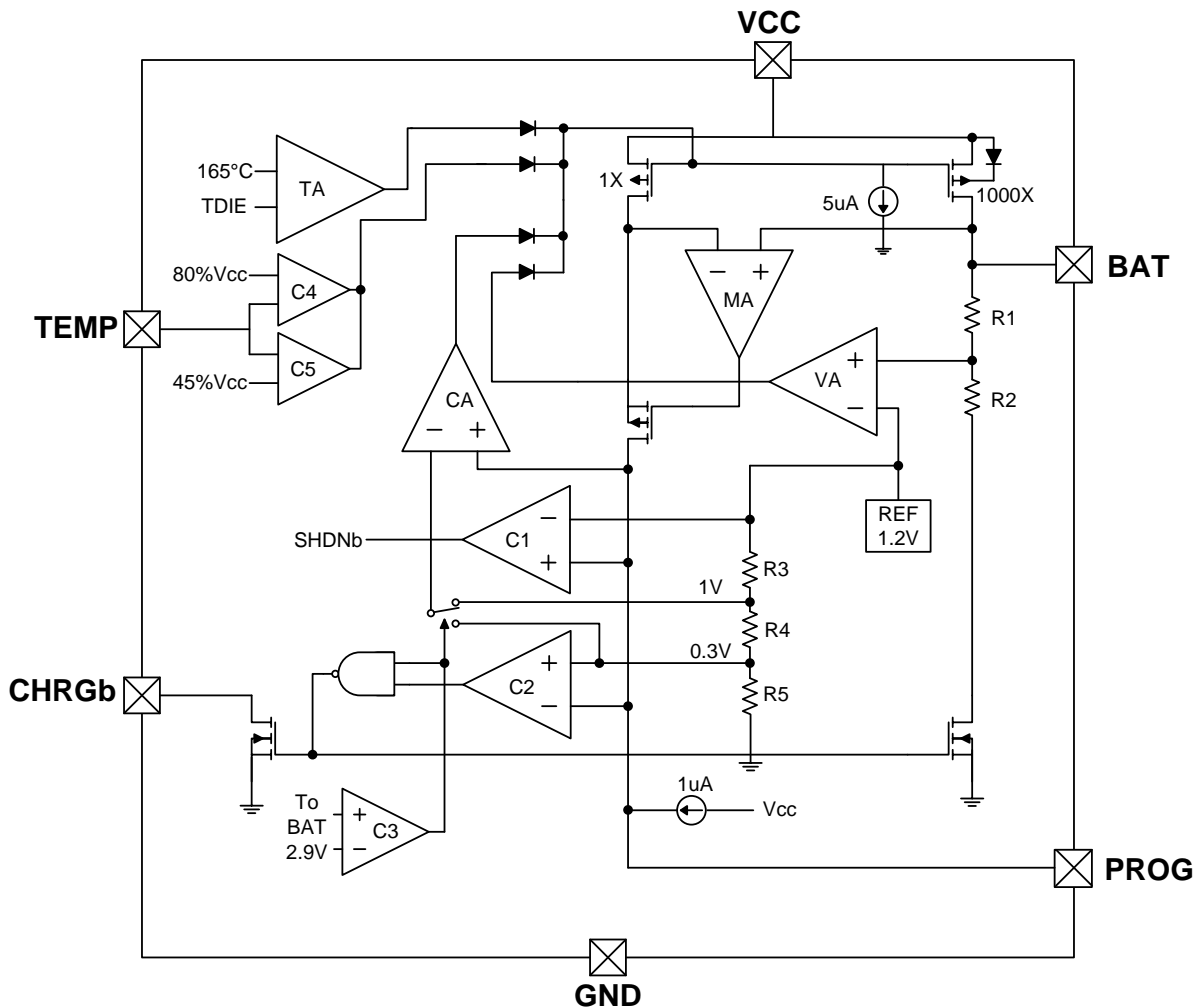 VCC
165°C
TA
TDIE
1X
5uA
1000X
80%Vcc
C4
− +
MA
BAT
TEMP
R1
C5
+
VA
−
45%Vcc
CA
− +
R2
−
C1
+
SHDNb
REF
1.2V
R3
1V
R4
0.3V
+
C2
−
R5
CHRGb
1uA
Vcc
To
BAT
2.9V
+
C3
−
PROG
GND